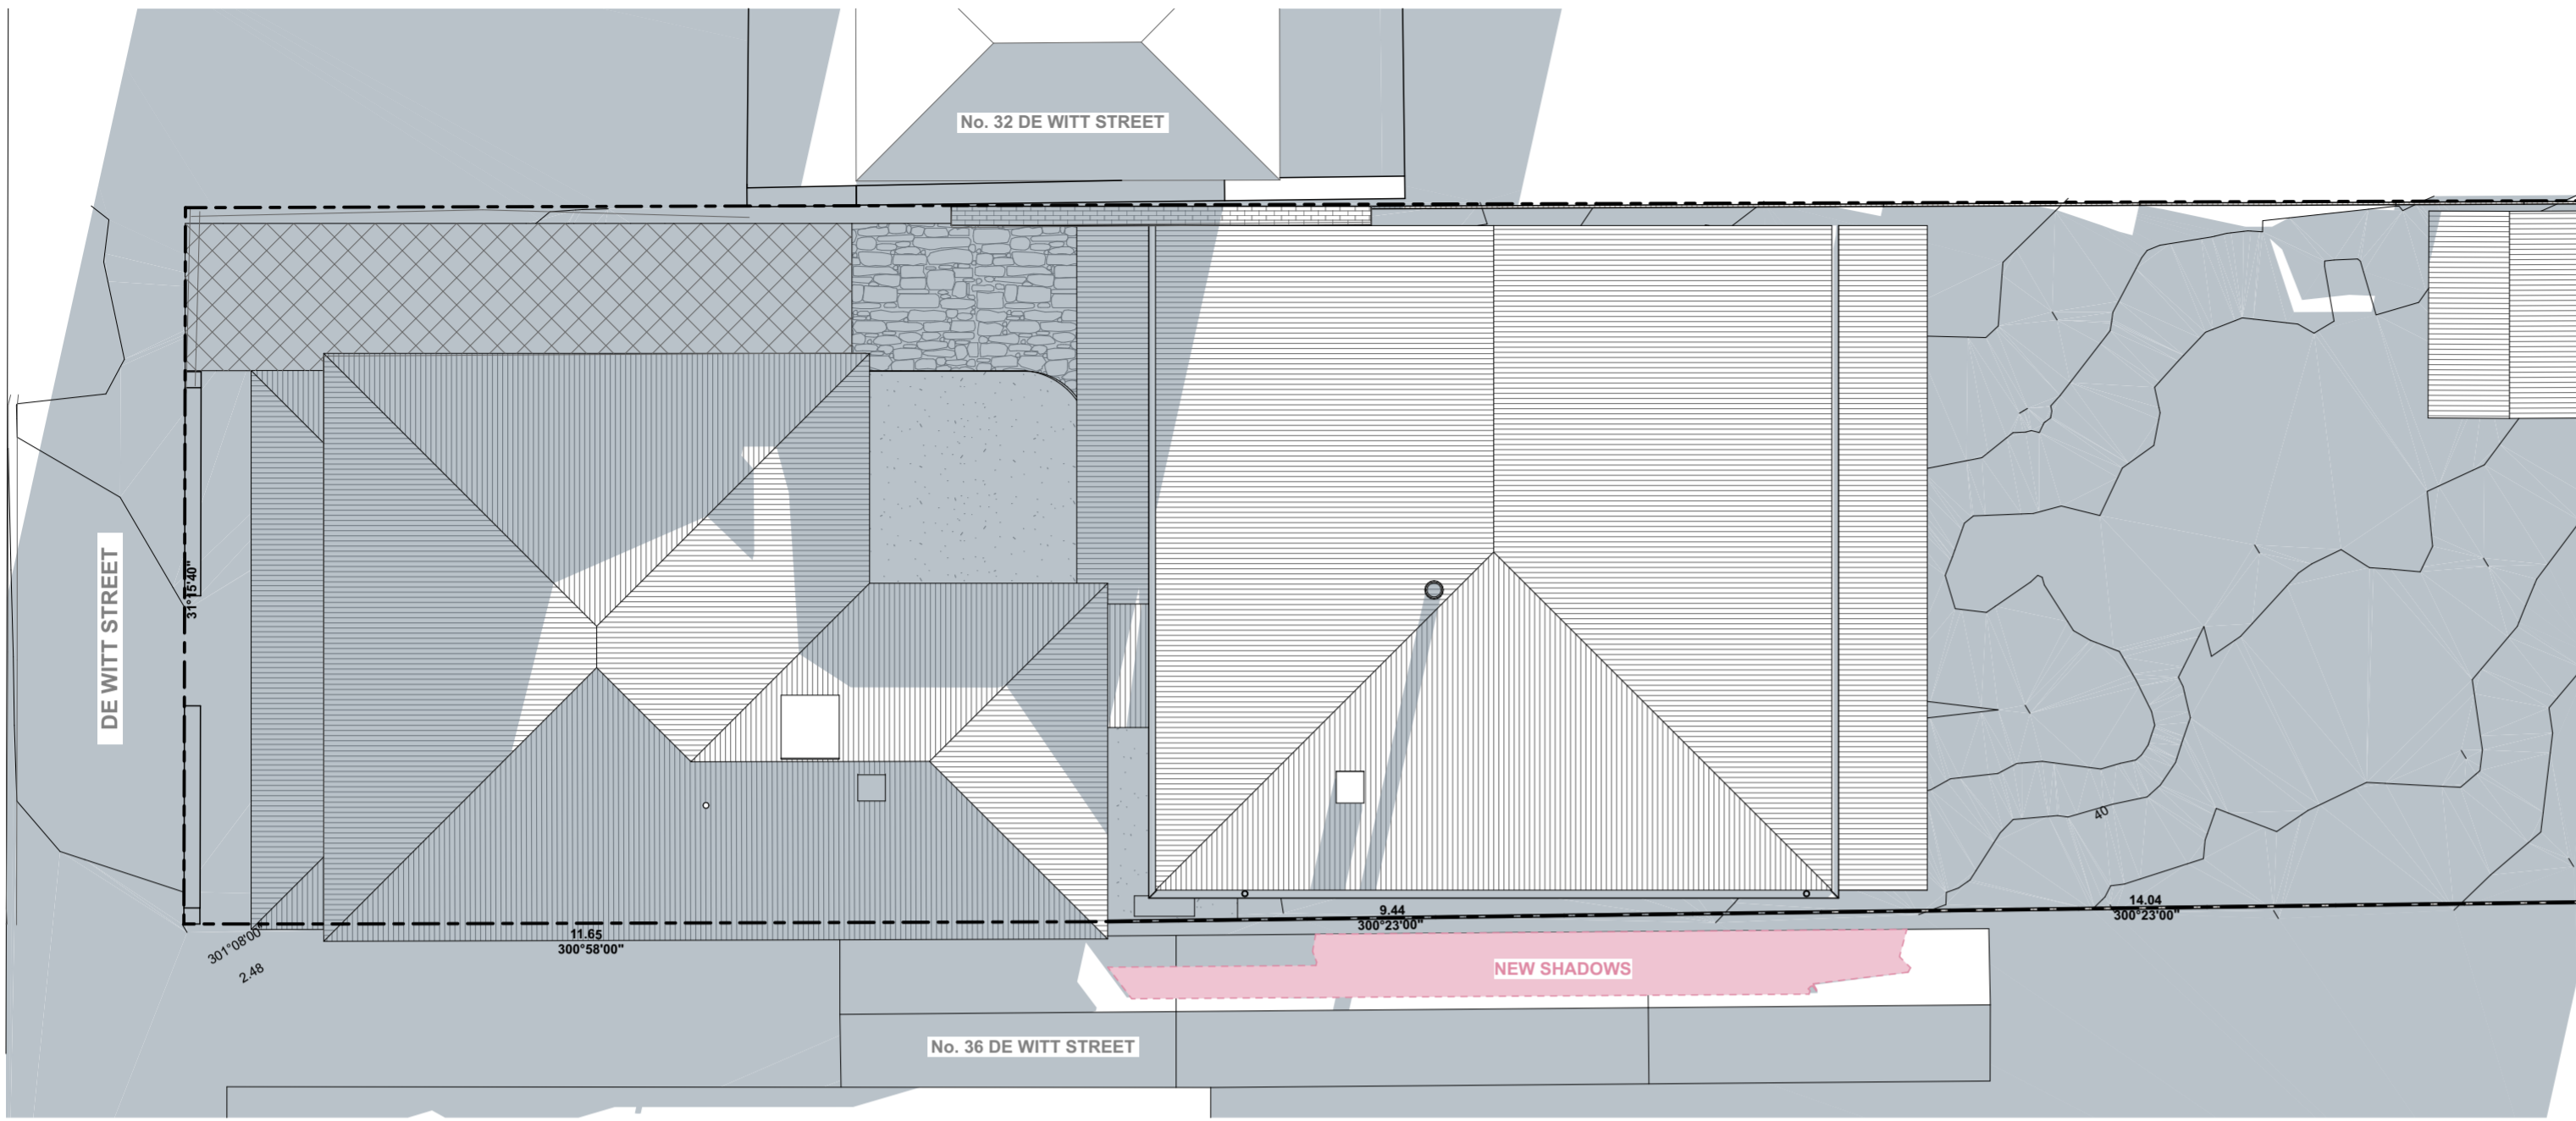 No. 32 DE WITT STREET
31°15'40"
DE WITT STREET
40
14.04
300°23'00"
9.44
300°23'00"
11.65
300°58'00"
301°08'00"
2.48
NEW SHADOWS
No. 36 DE WITT STREET